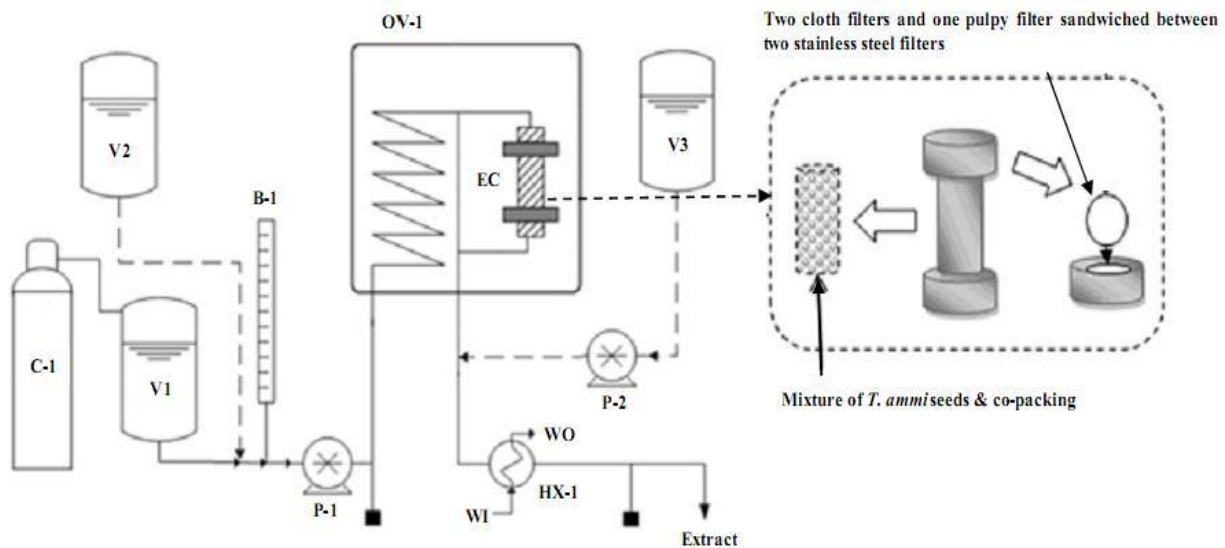 OV-1
Two cloth filters and one pulpy filter sandwiched between
two stainless steel filters
V2
V3
EC
B-1
C-1
V1
P-2
Mixture of T. ammi seeds & co-packing
WO
P-1
HX-1
WI
Extract